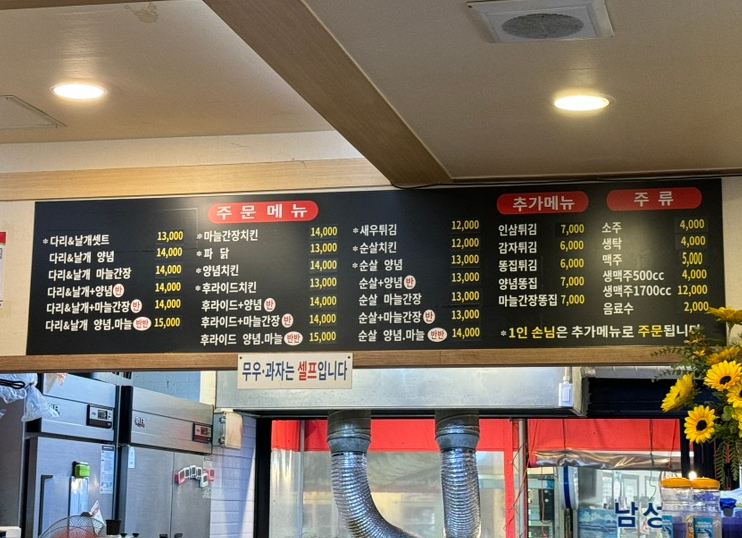 주문메뉴
*다리&날개셋트 13,000
다리&날개 양념 14,000
다리&날개 마늘간장 14,000
다리&날개+양념(반) 14,000
다리&날개+마늘간장(반) 14,000
다리&날개 양념.마늘(반반) 15,000
*마늘간장치킨 14,000
*파 닭 14,000
*양념치킨 14,000
*후라이드치킨 13,000
후라이드+양념(반) 14,000
후라이드+마늘간장(반) 14,000
후라이드 양념.마늘(반반) 15,000
*새우튀김 12,000
*순살치킨 12,000
*순살 양념 13,000
순살+양념(반) 13,000
순살 마늘간장 13,000
순살+마늘간장(반) 13,000
순살 양념.마늘(반반) 14,000
추가메뉴
인삼튀김 7,000
감자튀김 6,000
똥집튀김 6,000
양념똥집 7,000
마늘간장똥집 7,000
주류
소주 4,000
생탁 4,000
맥주 5,000
생맥주500cc 4,000
생맥주1700cc 12,000
음료수 2,000
*1인 손님은 추가메뉴로 주문됩니다
무우·과자는 셀프입니다
남성